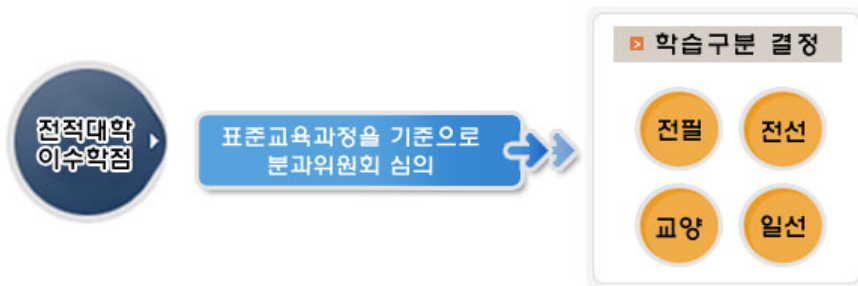 전적대학
이수학점
표준교육과정을 기준으로
분과위원회 심의
학습구분 결정
전필
전선
교양
일선